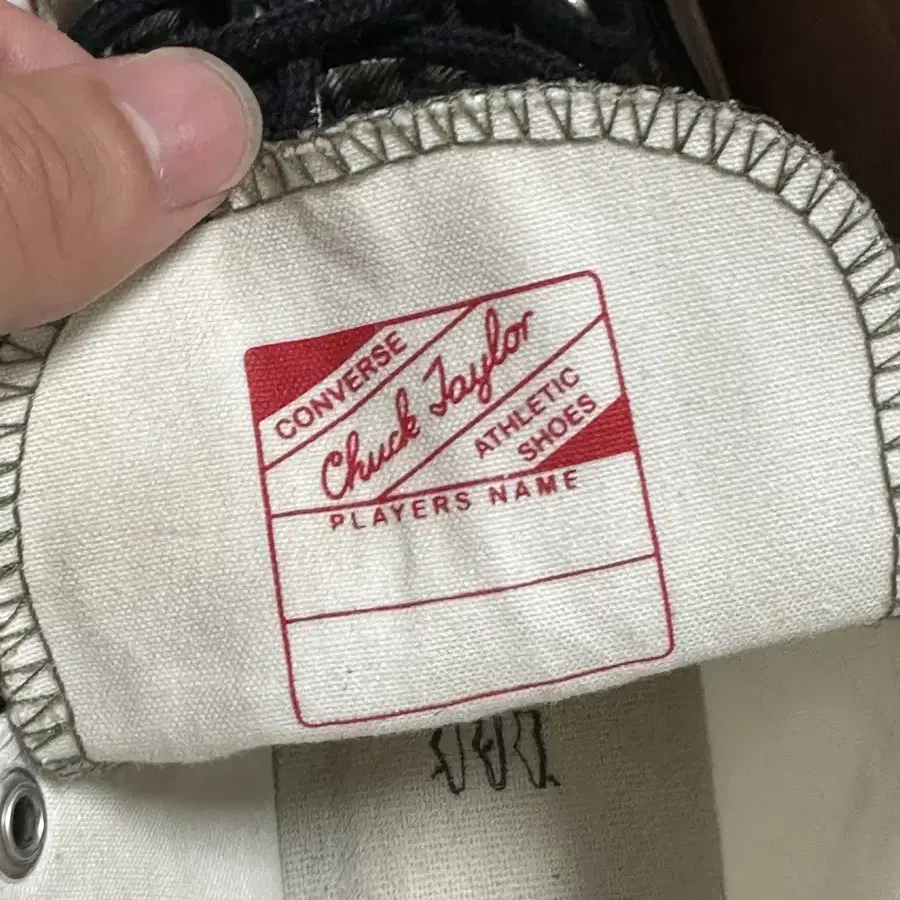 CONVERSE
Chuck Taylor
ATHLETIC
SHOES
PLAYERS NAME